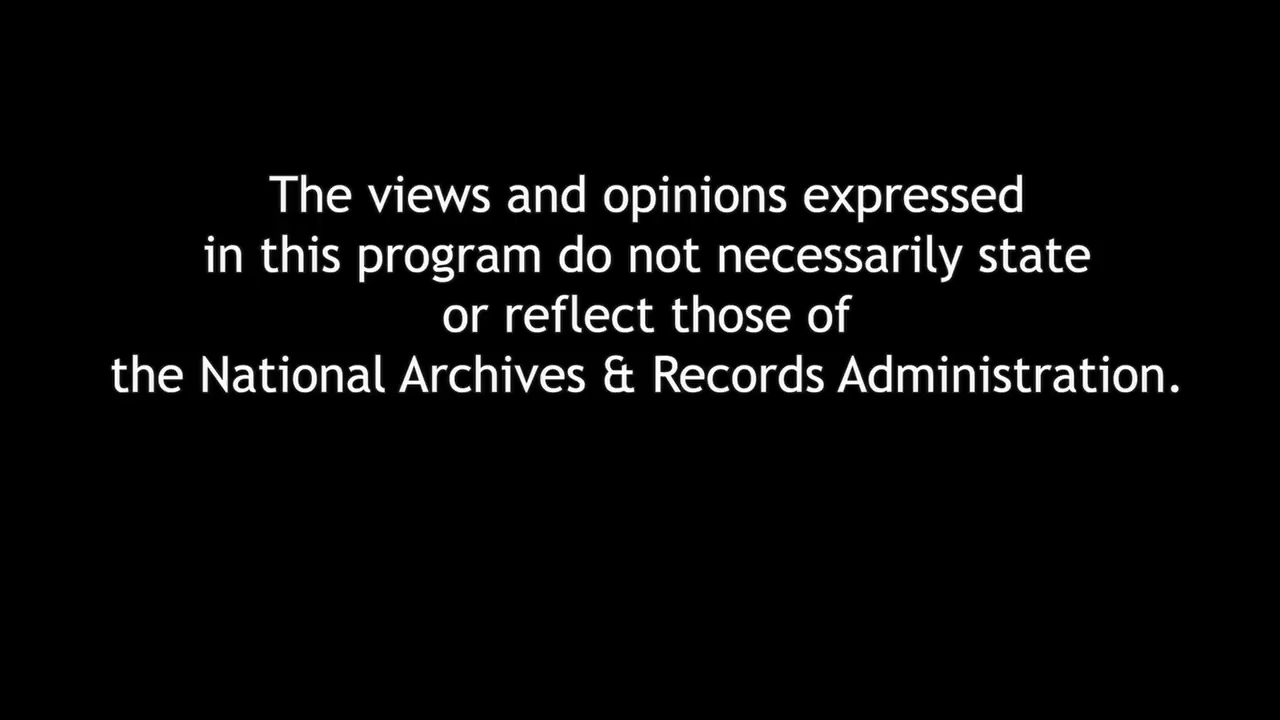 The views and opinions expressed
in this program do not necessarily state
or reflect those of
the National Archives & Records Administration.